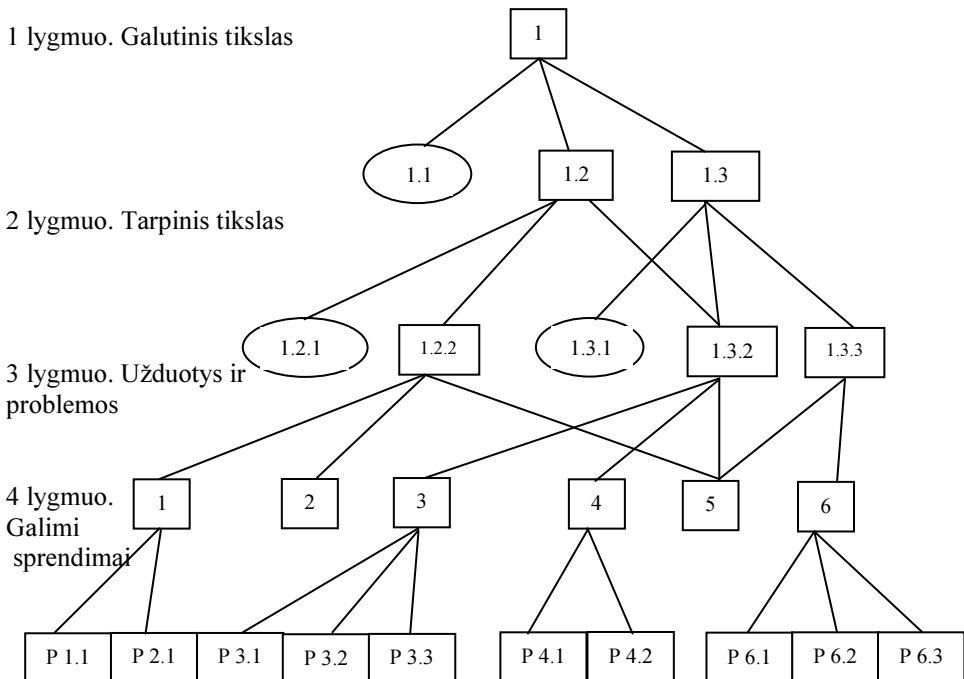 1 lygmuo. Galutinis tikslas
1
1.1
1.2
1.3
2 lygmuo. Tarpinis tikslas
1.2.1
1.2.2
1.3.1
1.3.2
1.3.3
3 lygmuo. Užduotys ir
problemos
4 lygmuo.
Galimi
sprendimai
1
2
3
4
5
6
P 1.1
P 2.1
P 3.1
P 3.2
P 3.3
P 4.1
P 4.2
P 6.1
P 6.2
P 6.3